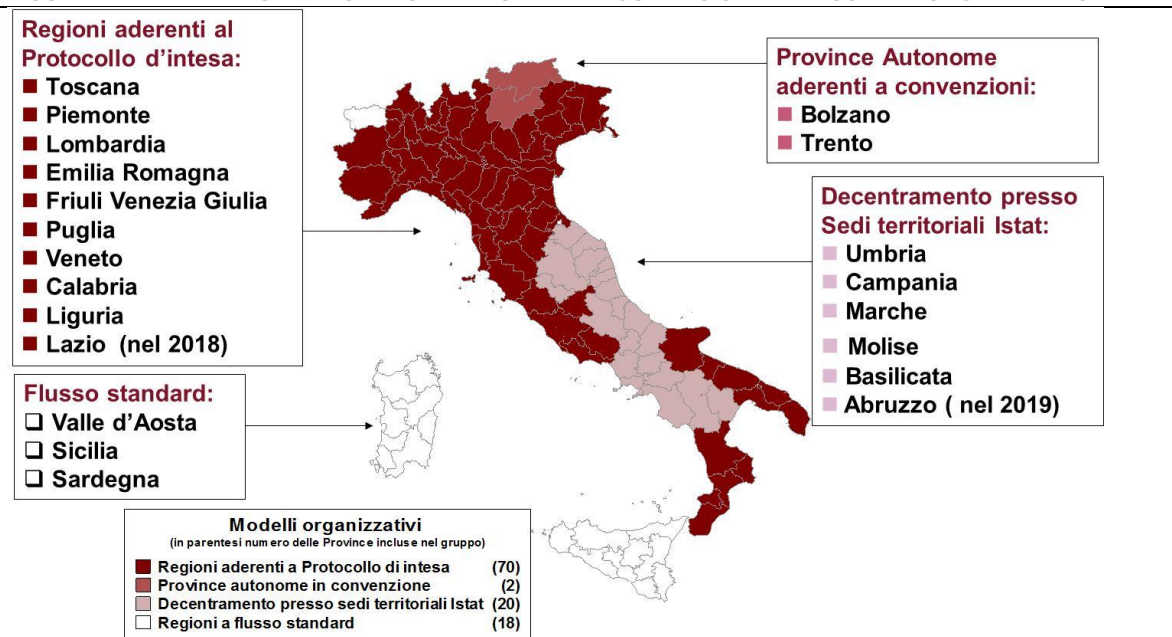 Regioni aderenti al
Protocollo d'intesa:
Toscana
Piemonte
Lombardia
Emilia Romagna
Friuli Venezia Giulia
Puglia
Veneto
Calabria
Liguria
Lazio (nel 2018)
Flusso standard:
Valle d'Aosta
Sicilia
Sardegna
Province Autonome
aderenti a convenzioni:
Bolzano
Trento
Decentramento presso
Sedi territoriali Istat:
Umbria
Campania
Marche
Molise
Basilicata
Abruzzo ( nel 2019)
Modelli organizzativi
(in parentesi numero delle Province incluse nel gruppo)
Regioni aderenti a Protocollo di intesa (70)
Province autonome in convenzione (2)
Decentramento presso sedi territoriali Istat (20)
Regioni a flusso standard (18)